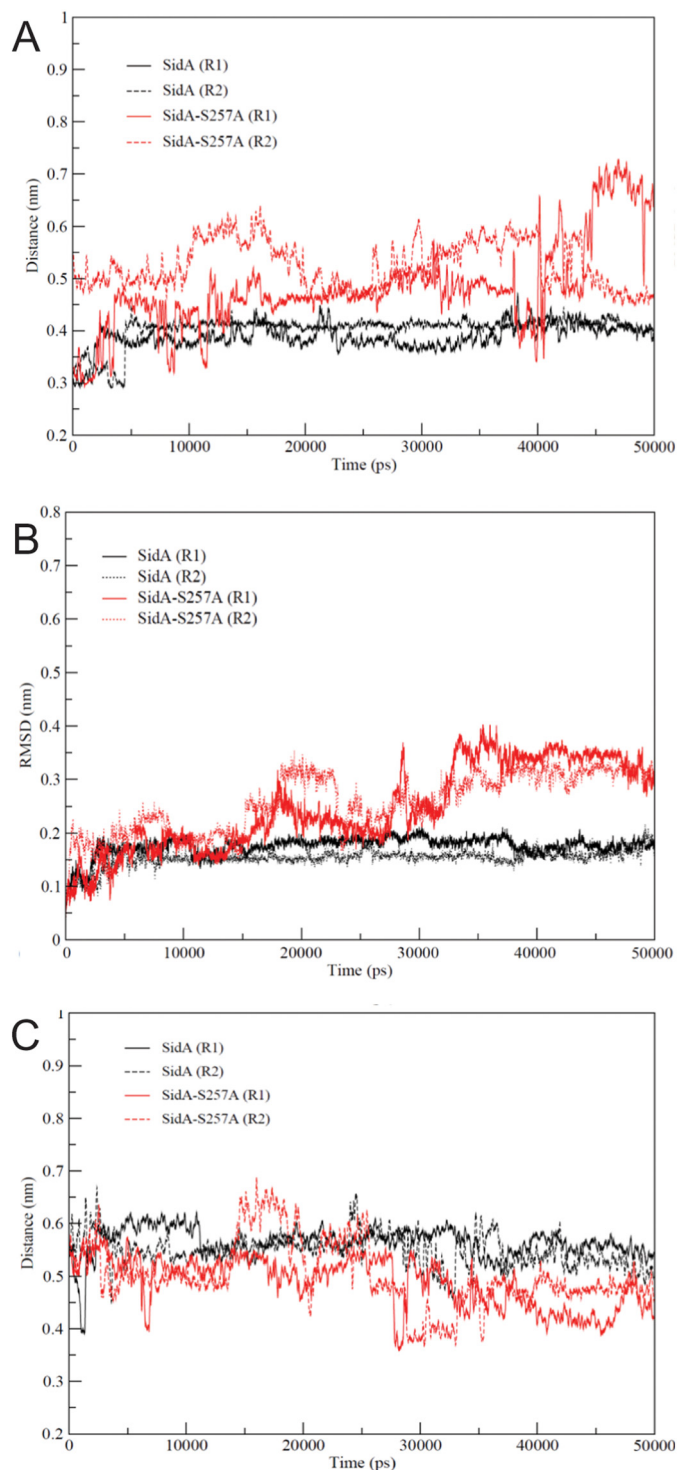 A
1
0.9
0.8
0.7
0.6
0.5
0.4
0.3
0.2
Distance (nm)
SidA (R1)
SidA (R2)
SidA-S257A (R1)
SidA-S257A (R2)
0 10000 20000 30000 40000 50000
Time (ps)
B
0.8
0.7
0.6
0.5
0.4
0.3
0.2
0.1
0
RMSD (nm)
SidA (R1)
SidA (R2)
SidA-S257A (R1)
SidA-S257A (R2)
0 10000 20000 30000 40000 50000
Time (ps)
C
1
0.9
0.8
0.7
0.6
0.5
0.4
0.3
0.2
Distance (nm)
SidA (R1)
SidA (R2)
SidA-S257A (R1)
SidA-S257A (R2)
0 10000 20000 30000 40000 50000
Time (ps)